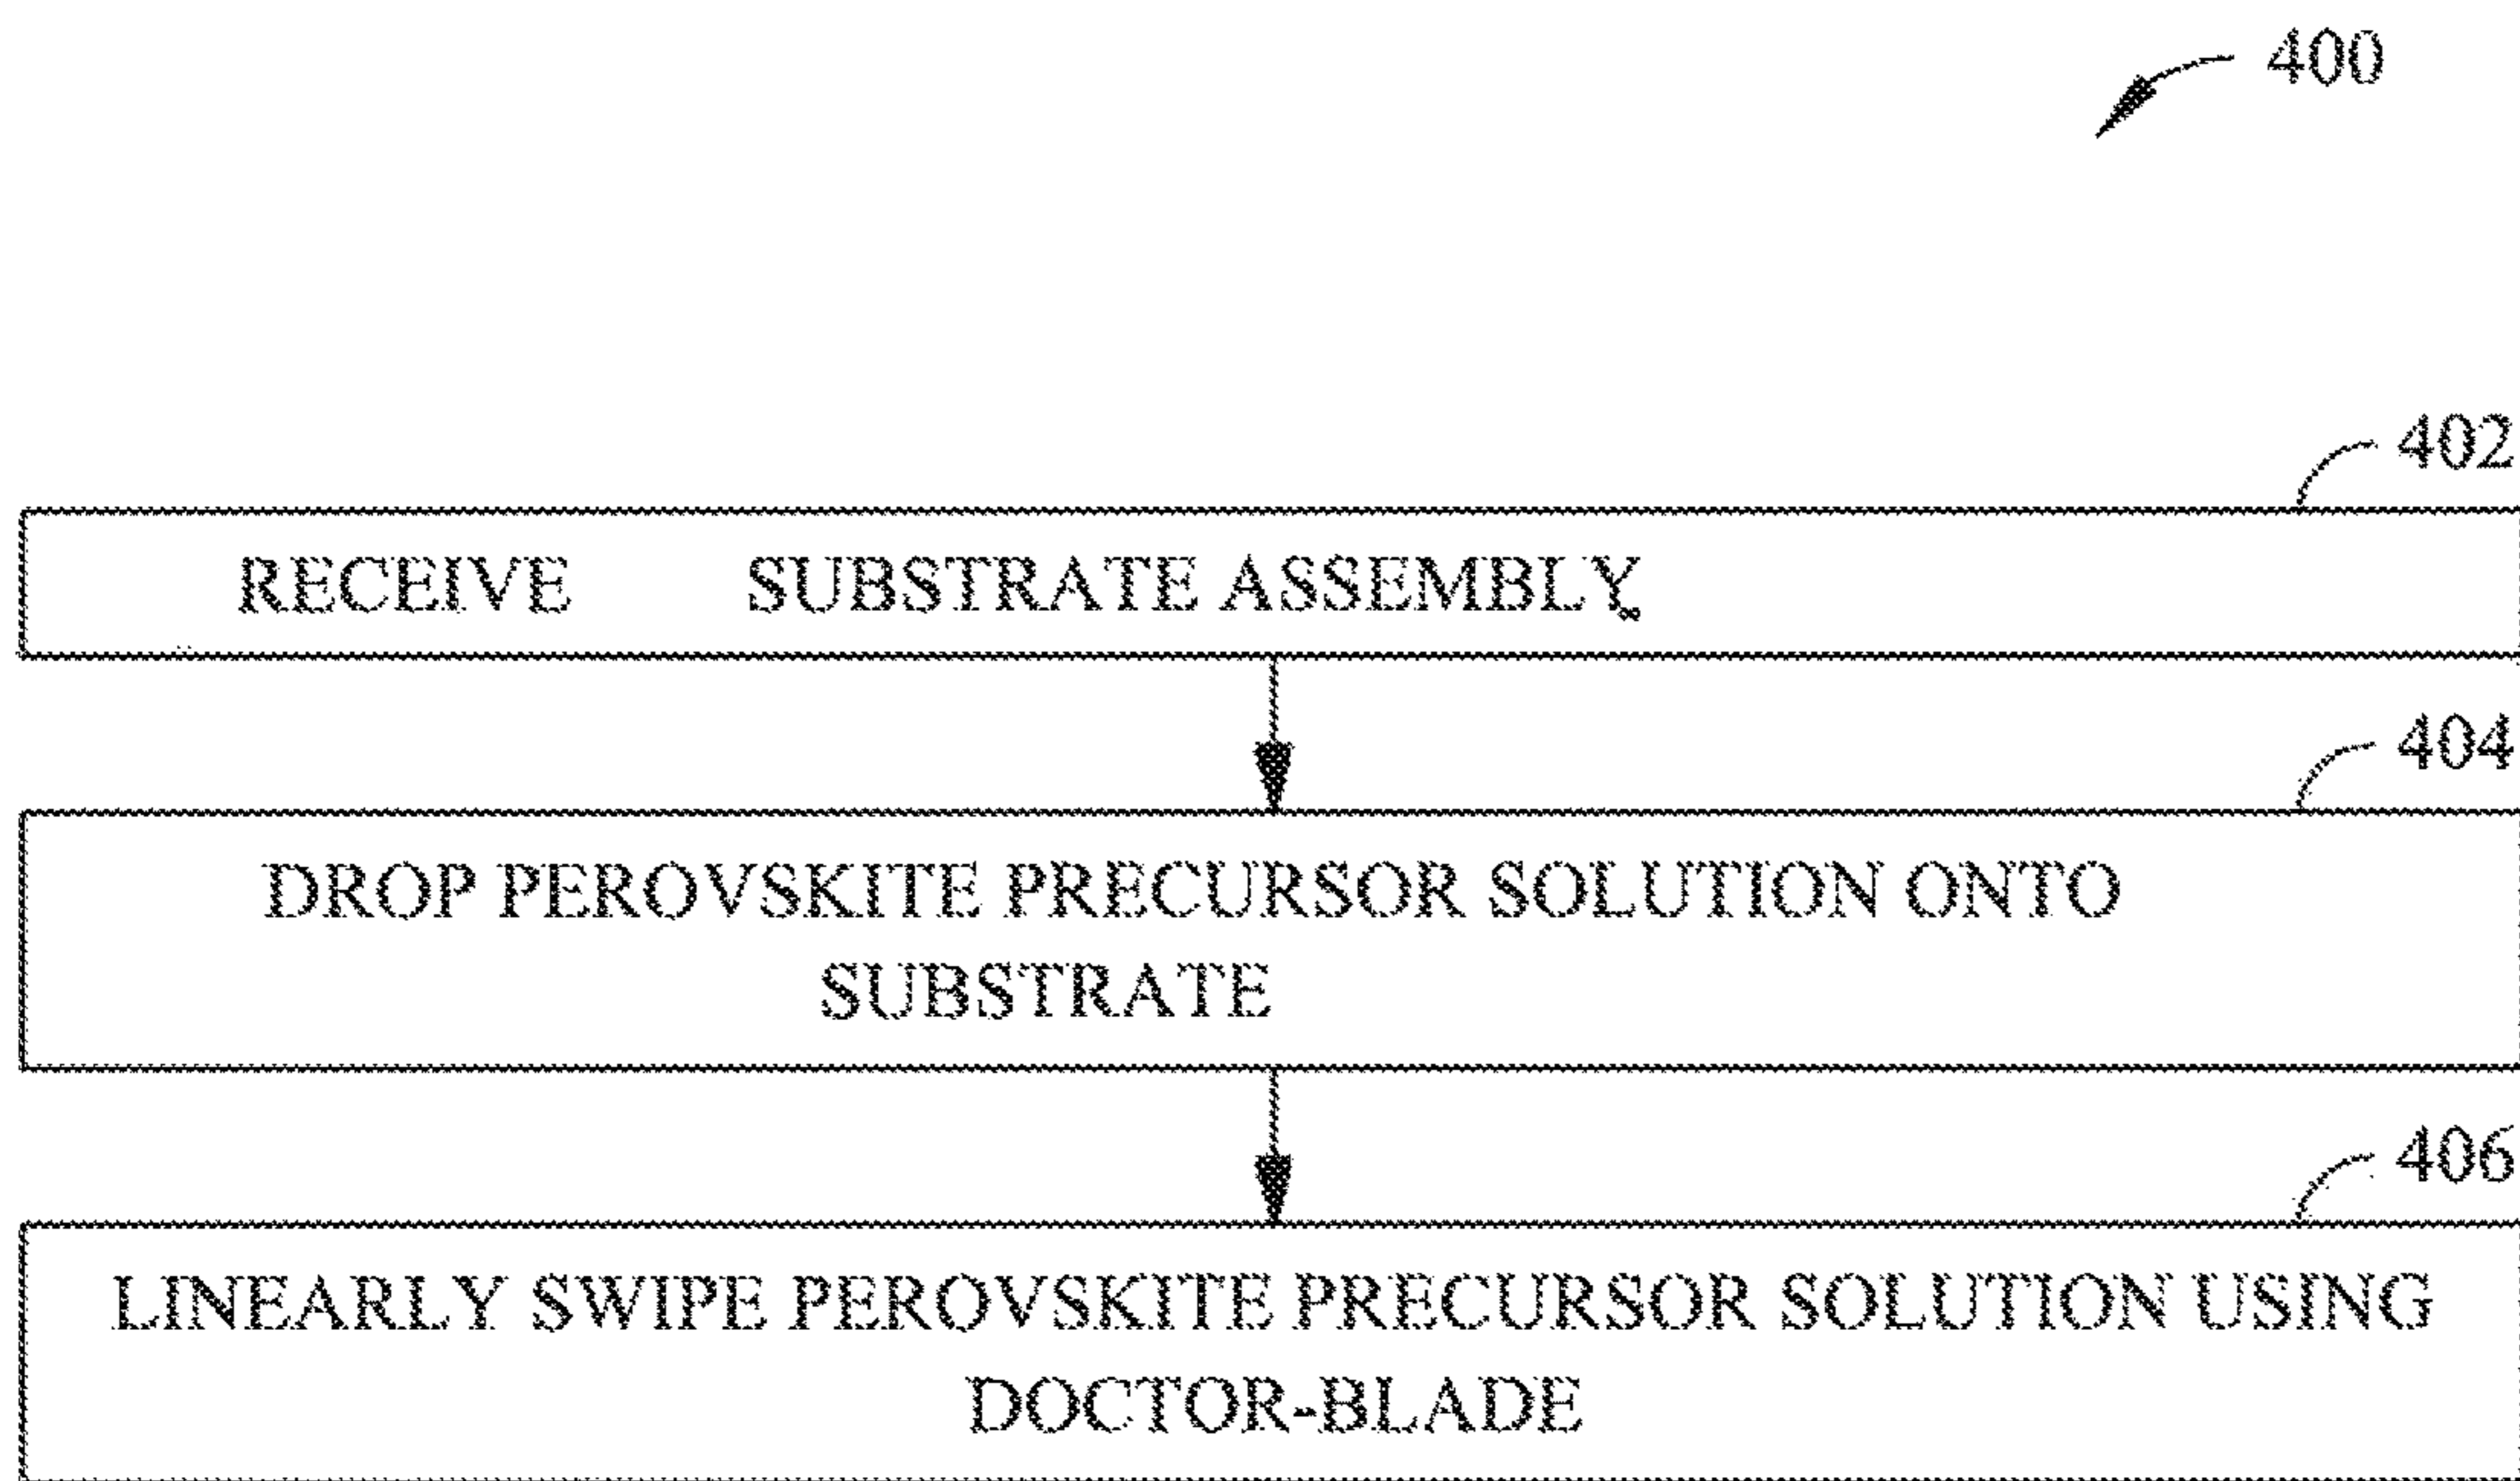 400
402
RECEIVE SUBSTRATE ASSEMBLY
404
DROP PEROVSKITE PRECURSOR SOLUTION ONTO
SUBSTRATE
406
LINEARLY SWIPE PEROVSKITE PRECURSOR SOLUTION USING
DOCTOR-BLADE